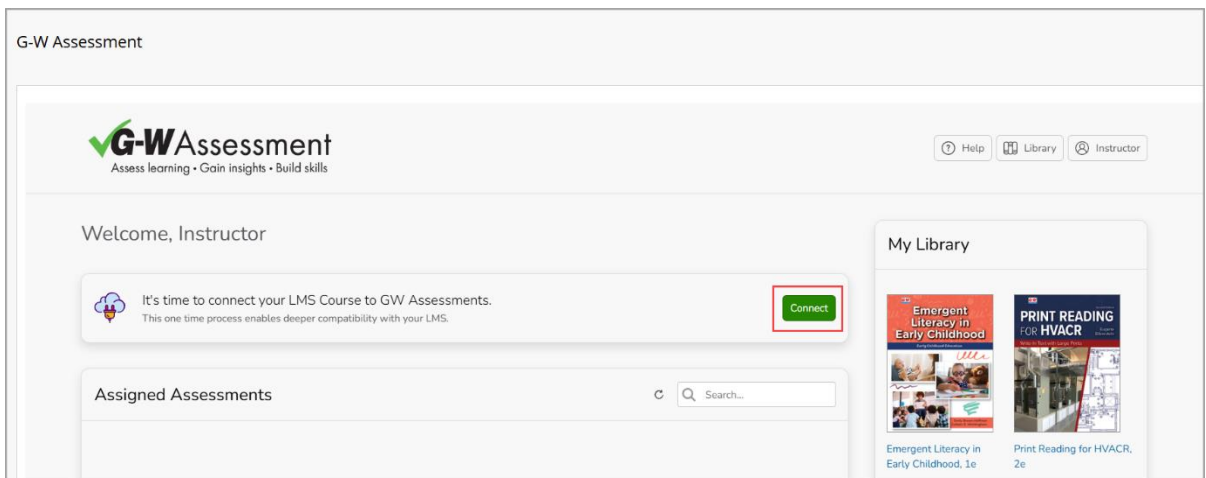 G-W Assessment
G-W Assessment
Assess learning • Gain insights • Build skills
Help
Library
Instructor
Welcome, Instructor
It's time to connect your LMS Course to GW Assessments.
This one time process enables deeper compatibility with your LMS.
Connect
Assigned Assessments
Search...
My Library
Emergent
Literacy in
Early Childhood
PRINT READING
FOR HVACR
Emergent Literacy in
Early Childhood, 1e
Print Reading for HVACR,
2e